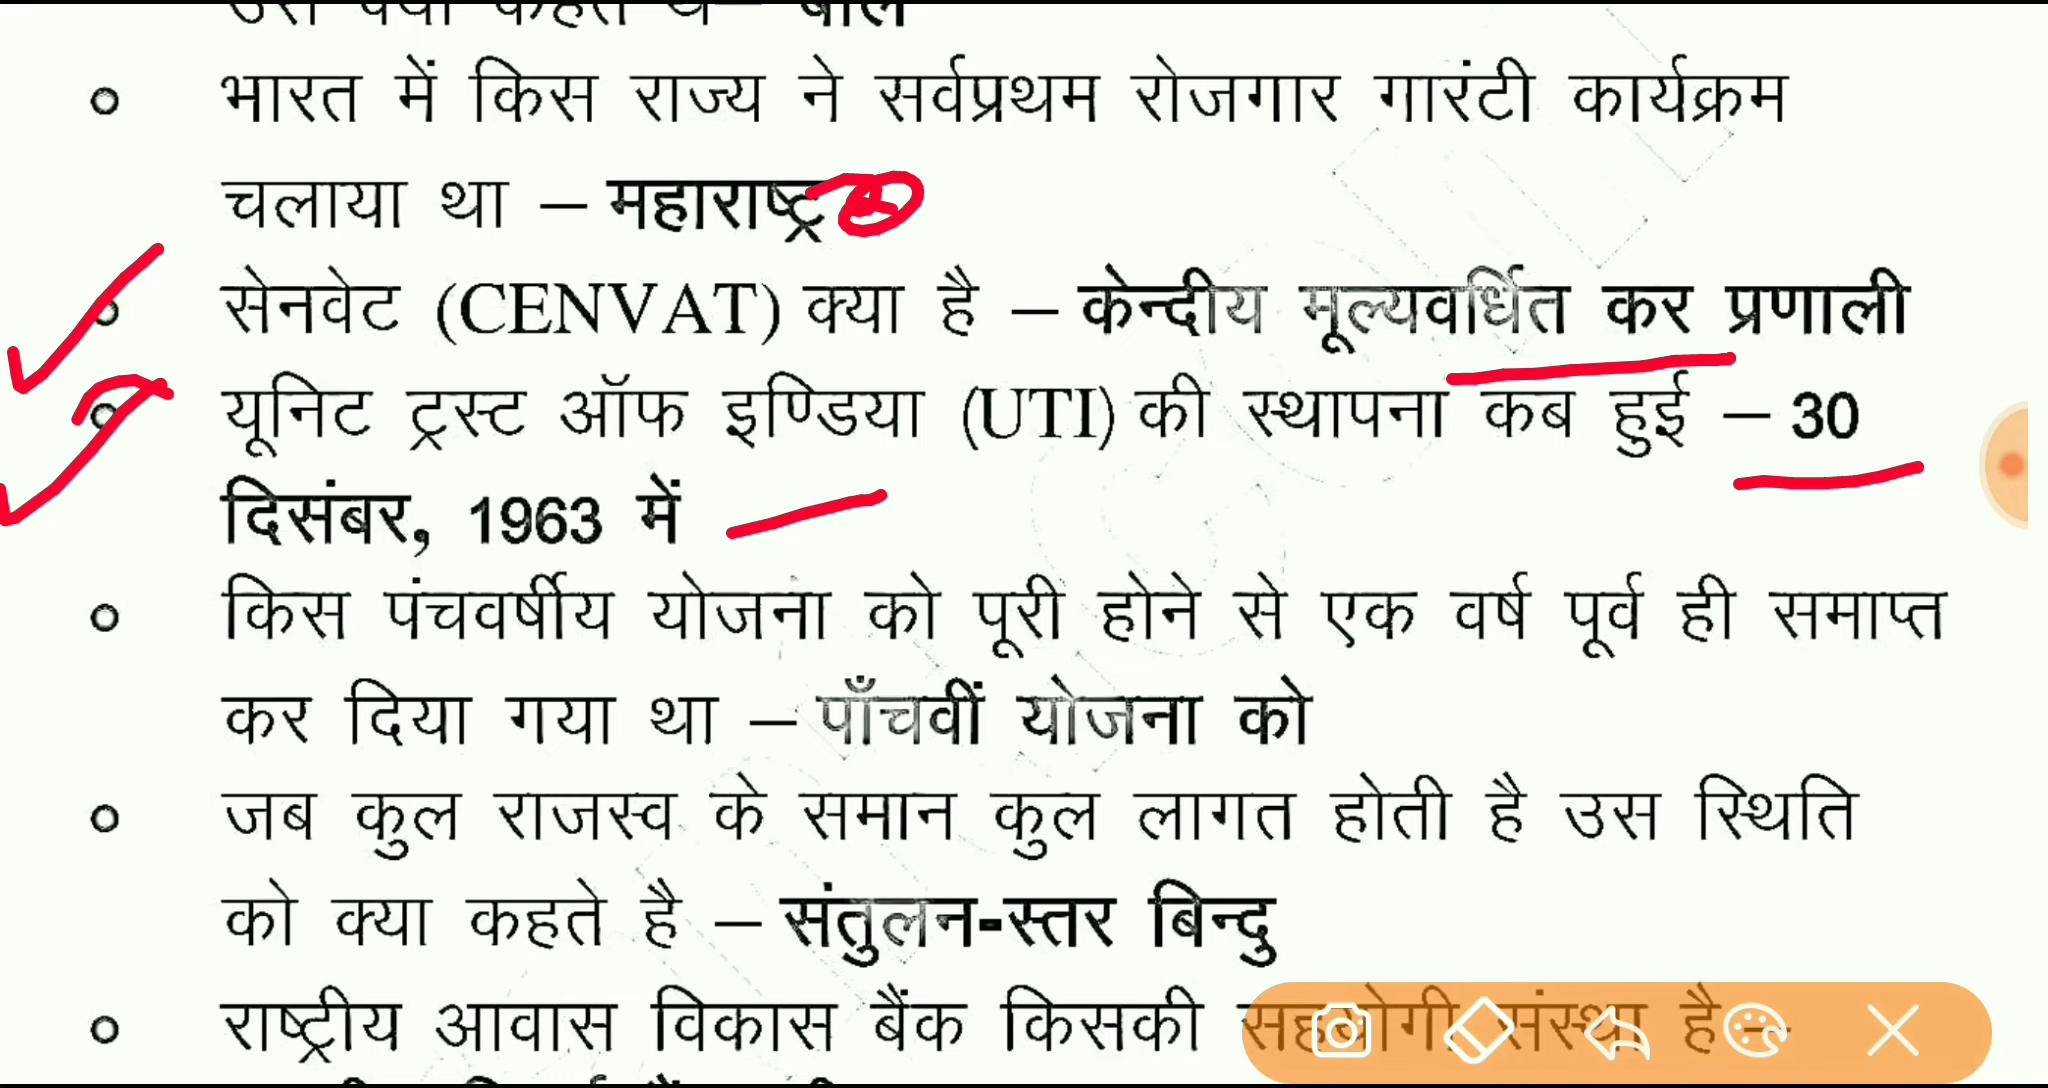 भारत में किस राज्य ने सर्वप्रथम रोजगार गारंटी कार्यक्रम
चलाया था – महाराष्ट्र
सेनवेट (CENVAT) क्या है – केन्दीय मूल्यवर्धित कर प्रणाली
यूनिट ट्रस्ट ऑफ इण्डिया (UTI) की स्थापना कब हुई – 30
दिसंबर, 1963 में
किस पंचवर्षीय योजना को पूरी होने से एक वर्ष पूर्व ही समाप्त
कर दिया गया था – पाँचवीं योजना को
जब कुल राजस्व के समान कुल लागत होती है उस स्थिति
को क्या कहते है – संतुलन-स्तर बिन्दु
राष्ट्रीय आवास विकास बैंक किसकी सहयोगी संस्था है –